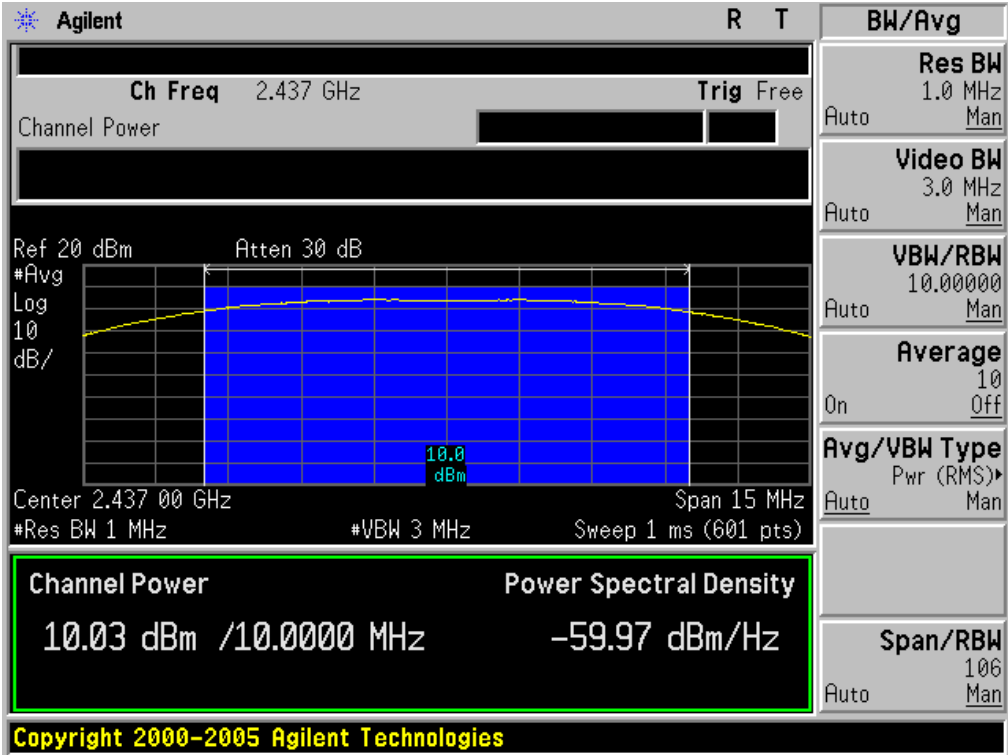 Agilent R T
BW/Avg
Ch Freq 2.437 GHz Trig Free
Channel Power
Ref 20 dBm Atten 30 dB
#Avg
Log
10
dB/
10.0
dBm
Center 2.437 00 GHz Span 15 MHz
#Res BW 1 MHz #VBW 3 MHz Sweep 1 ms (601 pts)
Channel Power Power Spectral Density
10.03 dBm /10.0000 MHz -59.97 dBm/Hz
Res BW
1.0 MHz
Auto Man
Video BW
3.0 MHz
Auto Man
VBW/RBW
10.00000
Auto Man
Average
10
On Off
Avg/VBW Type
Pwr (RMS)▸
Auto Man
Span/RBW
106
Auto Man
Copyright 2000-2005 Agilent Technologies